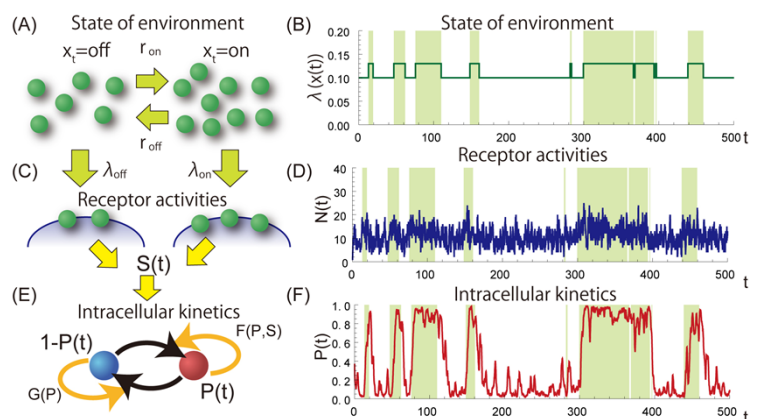 (A) State of environment
x_t=off r_on x_t=on
r_off
(C) λ_off λ_on
Receptor activities
S(t)
(E) Intracellular kinetics
1-P(t) F(P,S)
G(P) P(t)
(B) State of environment
λ(x(t))
0.20
0.15
0.10
0.05
0.00
0 100 200 300 400 500 t
Receptor activities
(D)
N(t)
40
30
20
10
0
0 100 200 300 400 500 t
(F) Intracellular kinetics
P(t)
1.0
0.8
0.6
0.4
0.2
0.0
0 100 200 300 400 500 t